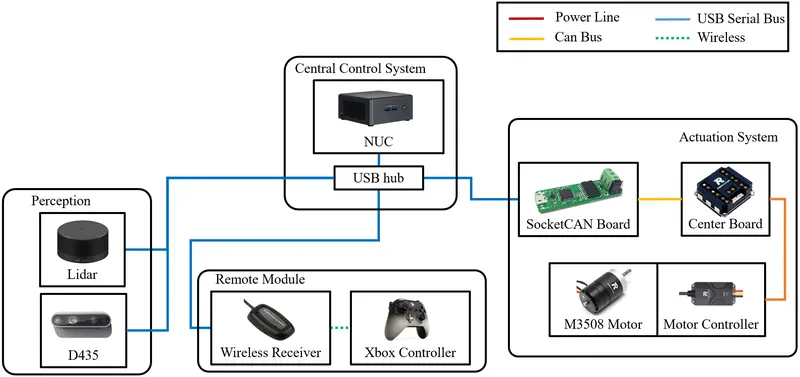 Power Line
USB Serial Bus
Can Bus
Wireless
Central Control System
NUC
USB hub
Actuation System
SocketCAN Board
Center Board
M3508 Motor
Motor Controller
Perception
Lidar
D435
Remote Module
Wireless Receiver
Xbox Controller